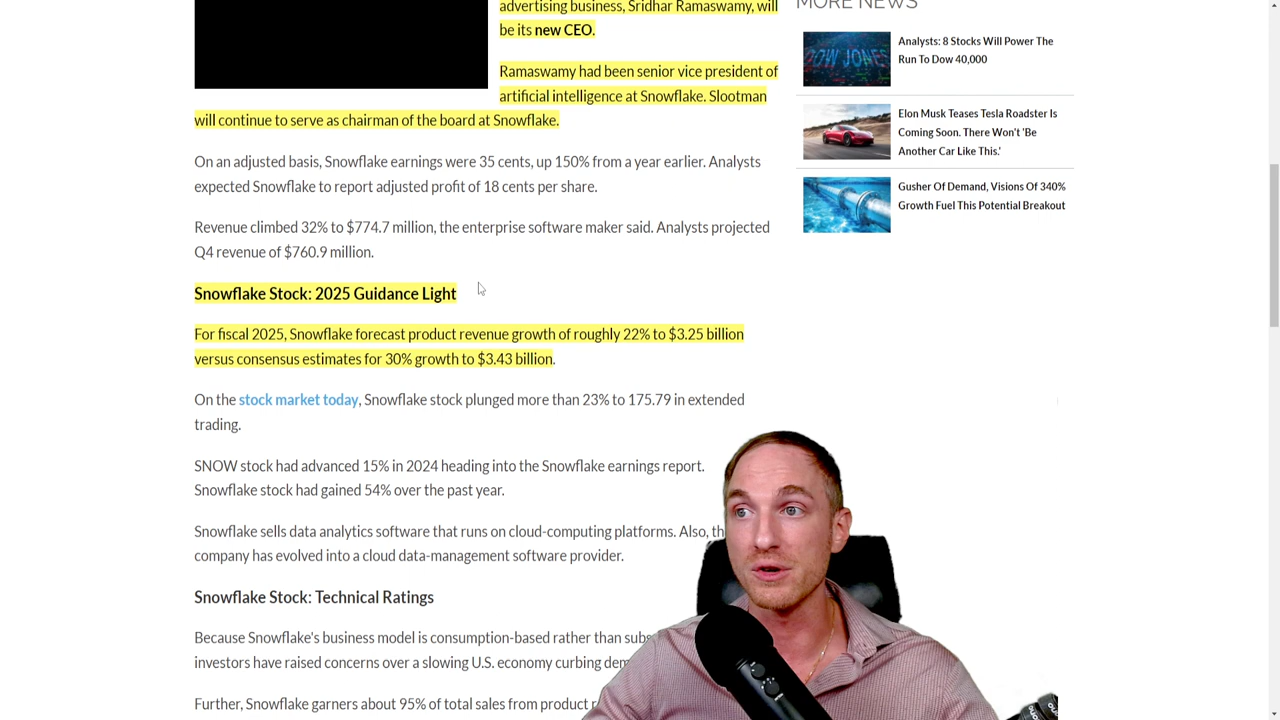 advertising business, Sridhar Ramaswamy, will
be its new CEO.
Ramaswamy had been senior vice president of
artificial intelligence at Snowflake. Slootman
will continue to serve as chairman of the board at Snowflake.
On an adjusted basis, Snowflake earnings were 35 cents, up 150% from a year earlier. Analysts
expected Snowflake to report adjusted profit of 18 cents per share.
Revenue climbed 32% to $774.7 million, the enterprise software maker said. Analysts projected
Q4 revenue of $760.9 million.
Snowflake Stock: 2025 Guidance Light
For fiscal 2025, Snowflake forecast product revenue growth of roughly 22% to $3.25 billion
versus consensus estimates for 30% growth to $3.43 billion.
On the stock market today, Snowflake stock plunged more than 23% to 175.79 in extended
trading.
SNOW stock had advanced 15% in 2024 heading into the Snowflake earnings report.
Snowflake stock had gained 54% over the past year.
Snowflake sells data analytics software that runs on cloud-computing platforms. Also, th
company has evolved into a cloud data-management software provider.
Snowflake Stock: Technical Ratings
Because Snowflake's business model is consumption-based rather than subs
investors have raised concerns over a slowing U.S. economy curbing dem
Further, Snowflake garners about 95% of total sales from product r
MORE NEWS
DOW JONES
Analysts: 8 Stocks Will Power The
Run To Dow 40,000
Elon Musk Teases Tesla Roadster Is
Coming Soon. There Won't 'Be
Another Car Like This.'
Gusher Of Demand, Visions Of 340%
Growth Fuel This Potential Breakout